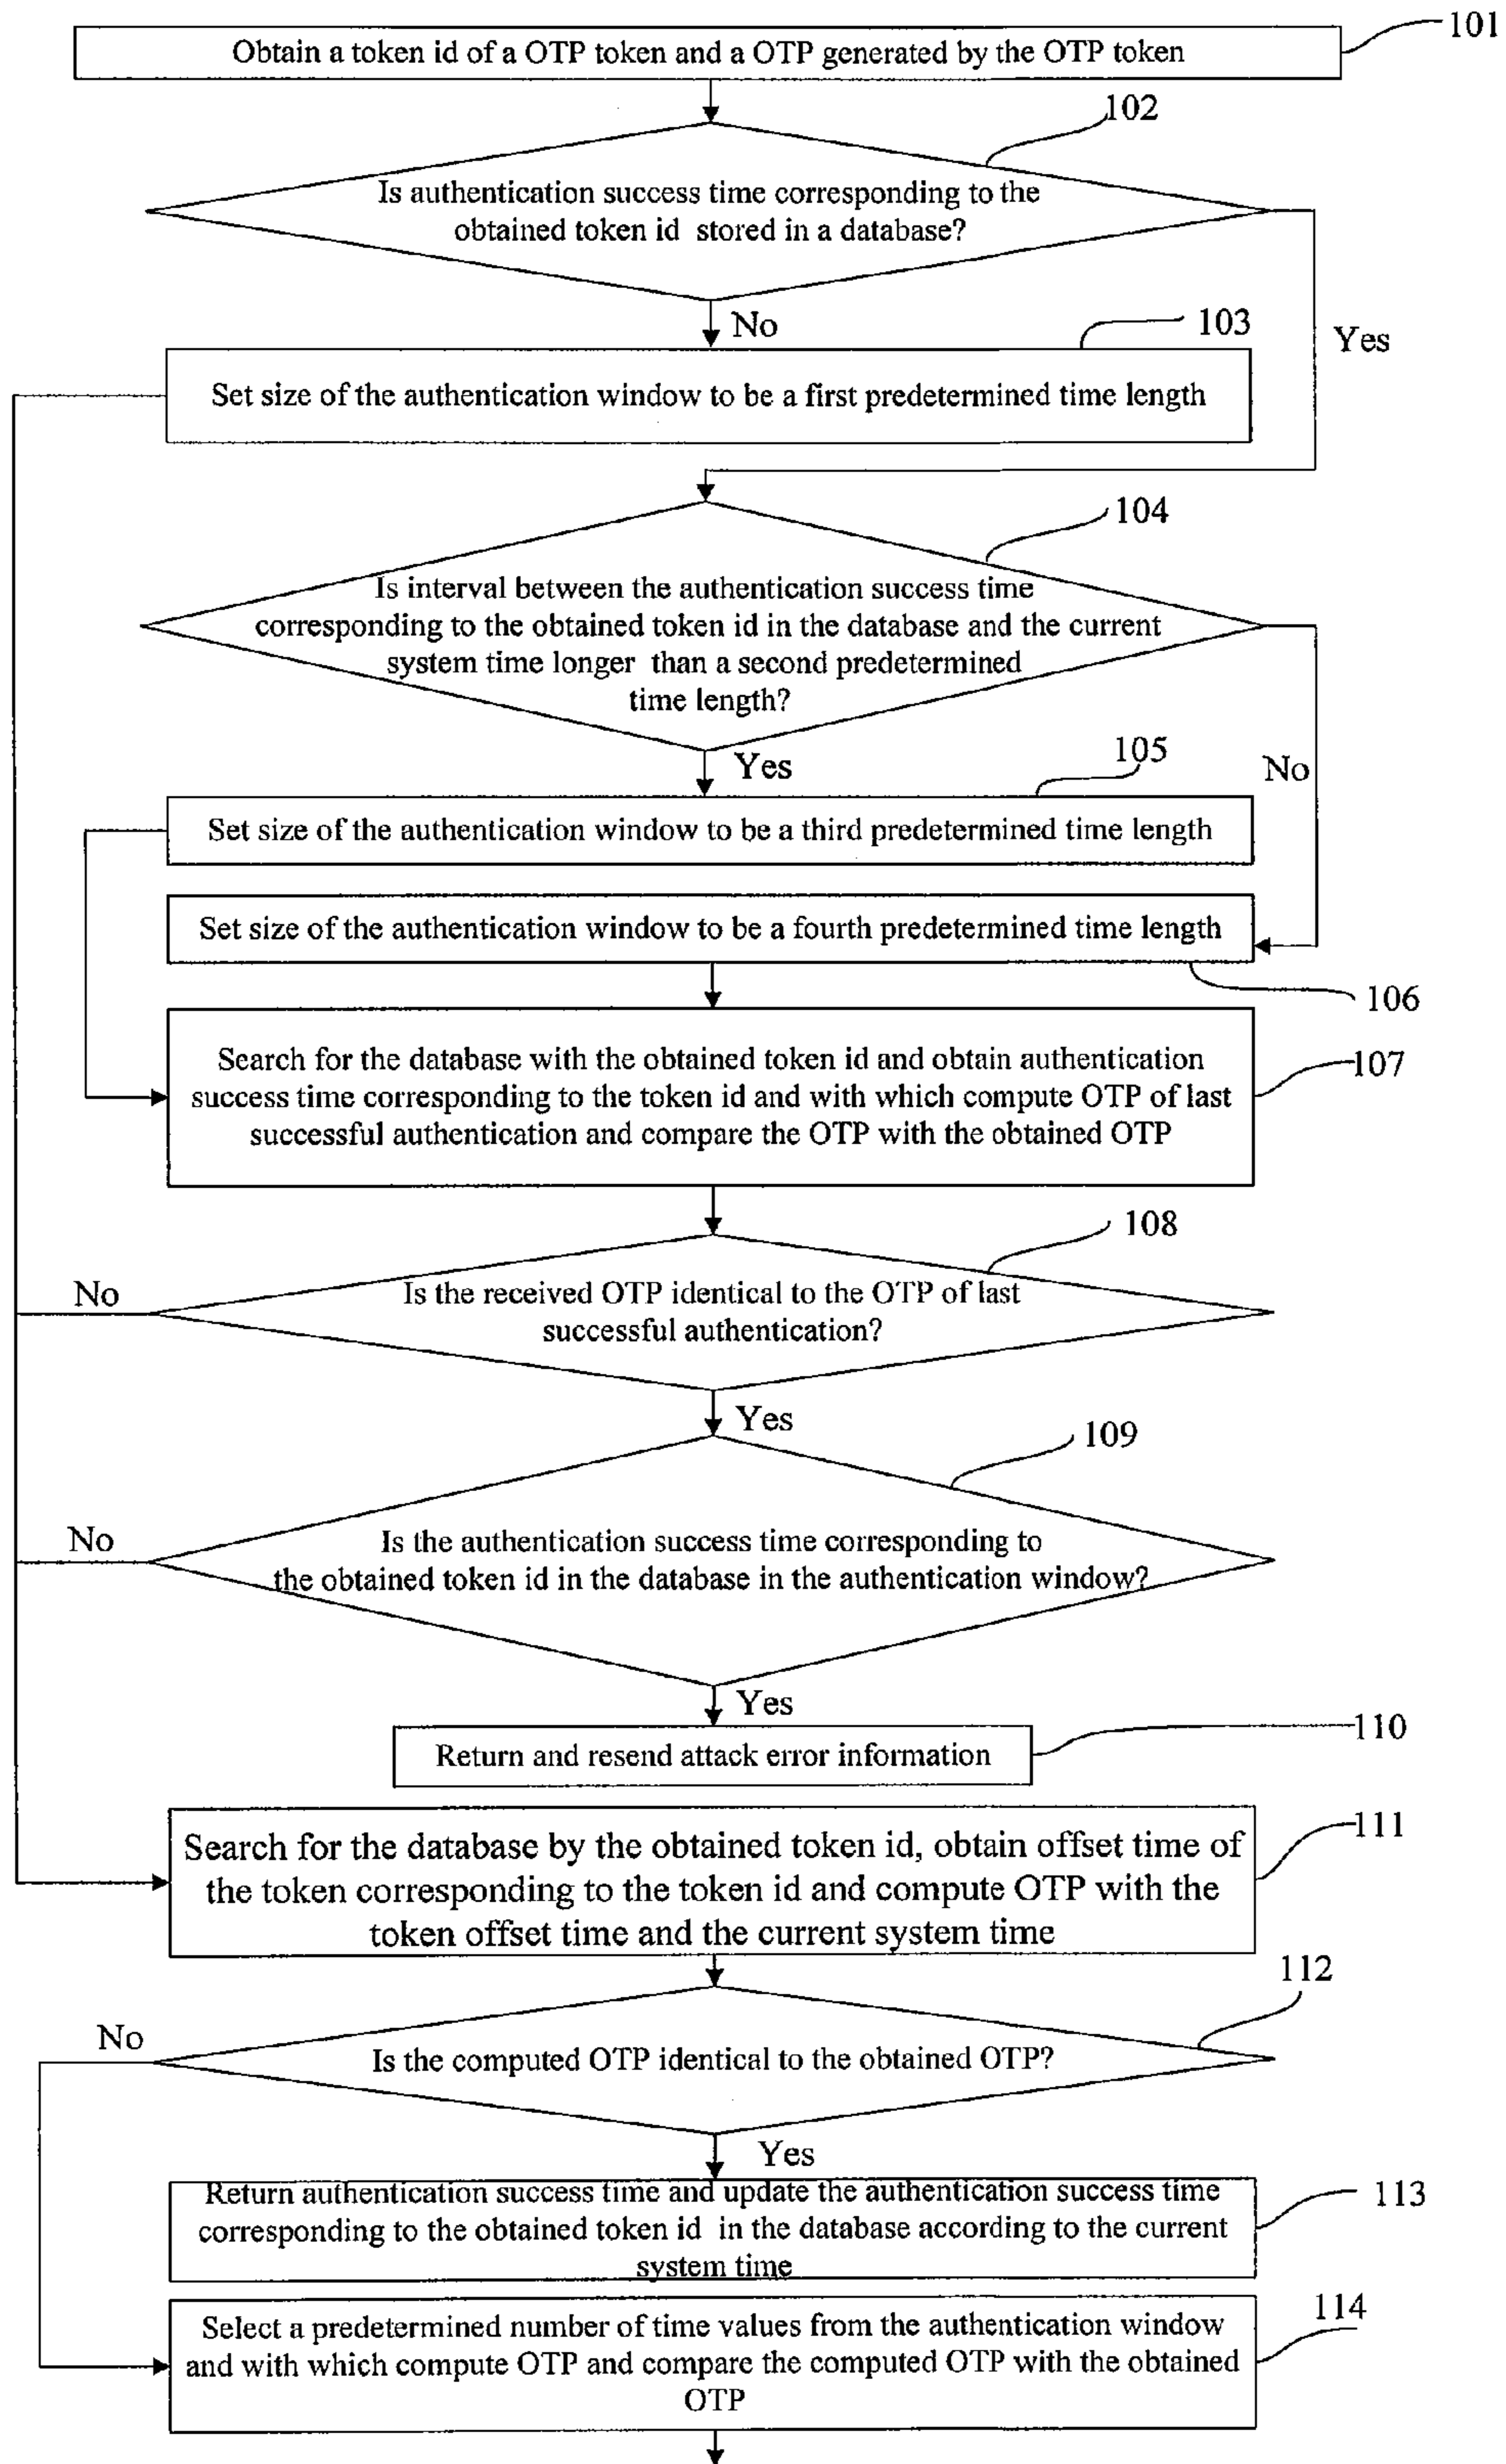 101
Obtain a token id of a OTP token and a OTP generated by the OTP token
102
Is authentication success time corresponding to the
obtained token id stored in a database?
No
Yes
103
Set size of the authentication window to be a first predetermined time length
104
Is interval between the authentication success time
corresponding to the obtained token id in the database and the current
system time longer than a second predetermined
time length?
Yes
No
105
Set size of the authentication window to be a third predetermined time length
Set size of the authentication window to be a fourth predetermined time length
106
Search for the database with the obtained token id and obtain authentication
success time corresponding to the token id and with which compute OTP of last
successful authentication and compare the OTP with the obtained OTP
107
108
No
Is the received OTP identical to the OTP of last
successful authentication?
Yes
109
No
Is the authentication success time corresponding to
the obtained token id in the database in the authentication window?
Yes
110
Return and resend attack error information
111
Search for the database by the obtained token id, obtain offset time of
the token corresponding to the token id and compute OTP with the
token offset time and the current system time
112
No
Is the computed OTP identical to the obtained OTP?
Yes
Return authentication success time and update the authentication success time
corresponding to the obtained token id in the database according to the current
system time
113
114
Select a predetermined number of time values from the authentication window
and with which compute OTP and compare the computed OTP with the obtained
OTP